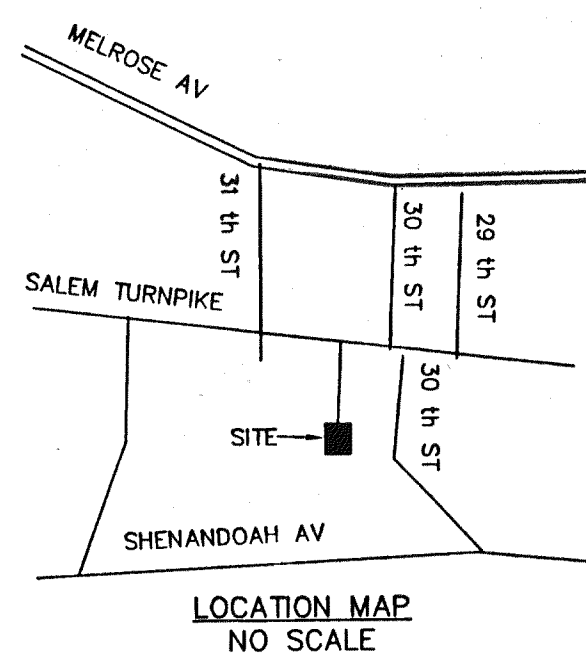 MELROSE AV
31 th ST
30 th ST
29 th ST
SALEM TURNPIKE
30 th ST
SITE
SHENANDOAH AV
LOCATION MAP
NO SCALE